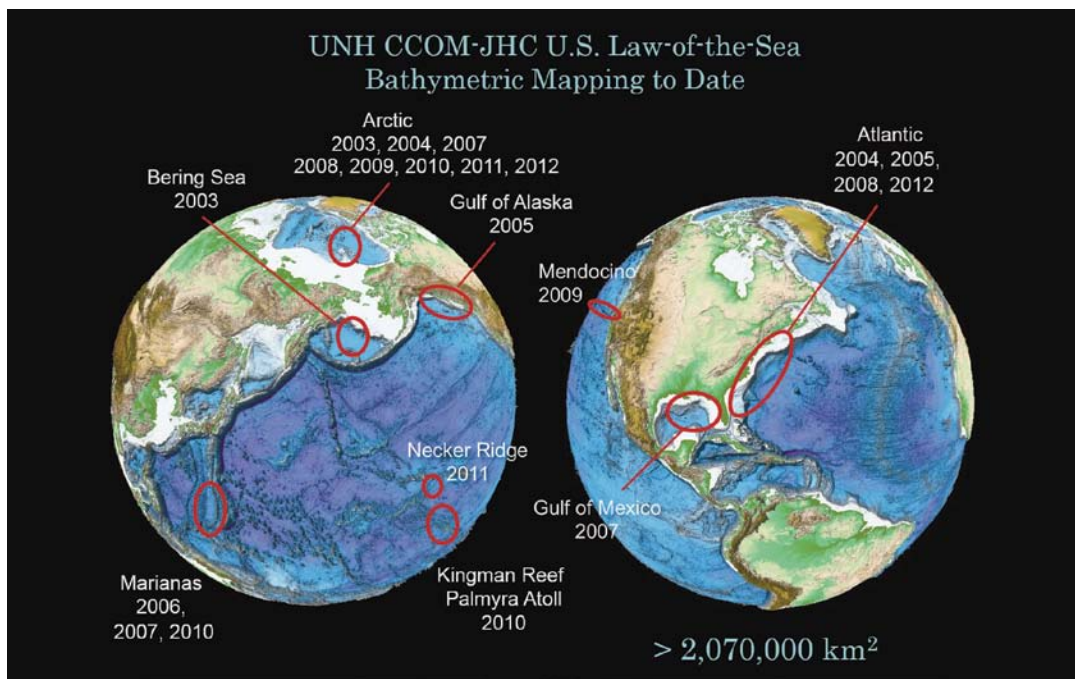 UNH CCOM-JHC U.S. Law-of-the-Sea
Bathymetric Mapping to Date
Arctic
2003, 2004, 2007
2008, 2009, 2010, 2011, 2012
Bering Sea
2003
Gulf of Alaska
2005
Atlantic
2004, 2005,
2008, 2012
Mendocino
2009
Necker Ridge
2011
Gulf of Mexico
2007
Marianas
2006,
2007, 2010
Kingman Reef
Palmyra Atoll
2010
> 2,070,000 km²